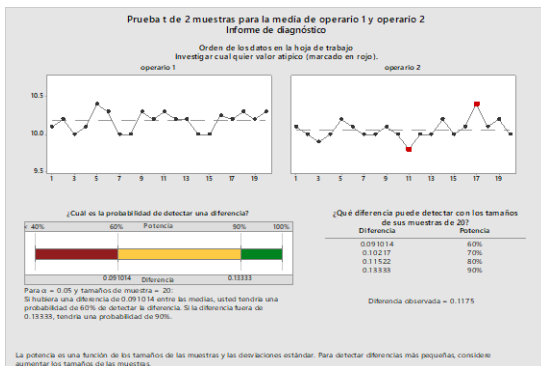 Prueba t de 2 muestras para la media de operario 1 y operario 2
Informe de diagnóstico
Orden de los datos en la hoja de trabajo
Investigar cualquier valor atípico (marcado en rojo).
operario 1
operario 2
10.5
10.0
9.5
1 3 5 7 9 11 13 15 17 19
1 3 5 7 9 11 13 15 17 19
¿Cuál es la probabilidad de detectar una diferencia?
< 40% 60% Potencia 90% 100%
0.091014 Diferencia 0.13333
Para α = 0.05 y tamaños de muestra = 20:
Si hubiera una diferencia de 0.091014 entre las medias, usted tendría una
probabilidad de 60% de detectar la diferencia. Si la diferencia fuera de
0.13333, tendría una probabilidad de 90%.
¿Qué diferencia puede detectar con los tamaños
de sus muestras de 20?
Diferencia Potencia
0.091014 60%
0.10217 70%
0.11522 80%
0.13333 90%
Diferencia observada = 0.1175
La potencia es una función de los tamaños de las muestras y las desviaciones estándar. Para detectar diferencias más pequeñas, considere
aumentar los tamaños de las muestras.